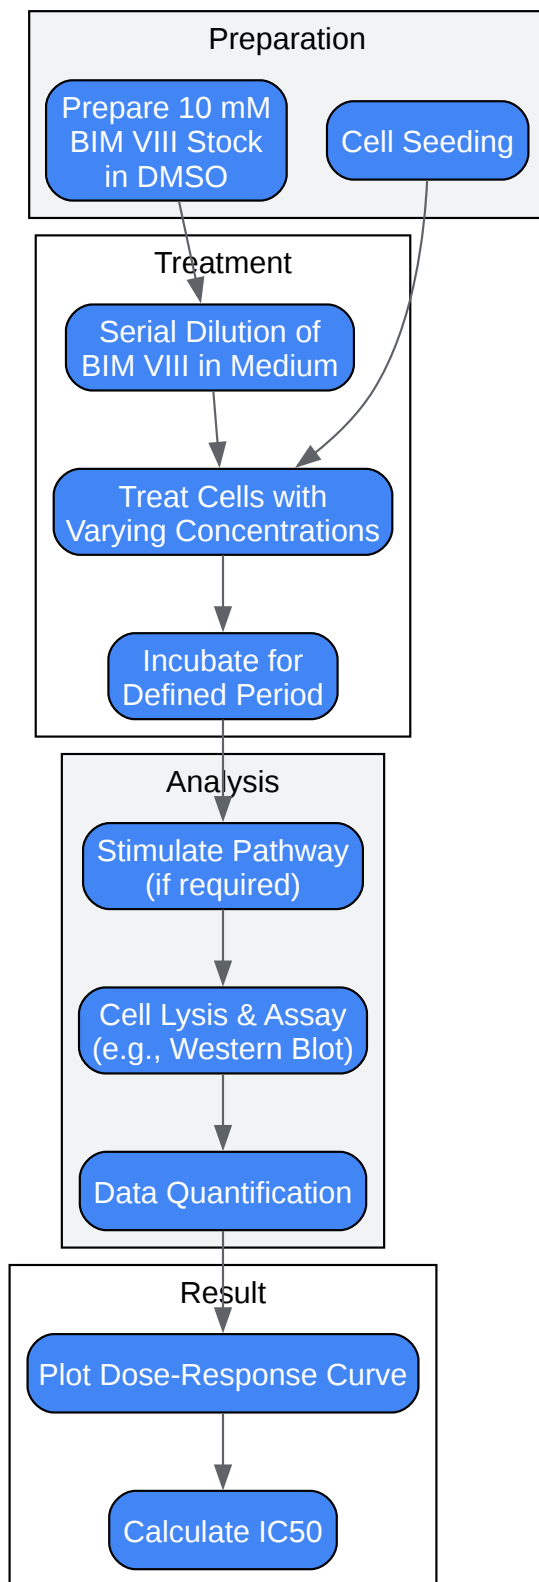 Preparation
Prepare 10 mM
BIM VIII Stock
in DMSO
Cell Seeding
Treatment
Serial Dilution of
BIM VIII in Medium
Treat Cells with
Varying Concentrations
Incubate for
Defined Period
Analysis
Stimulate Pathway
(if required)
Cell Lysis & Assay
(e.g., Western Blot)
Data Quantification
Result
Plot Dose-Response Curve
Calculate IC50